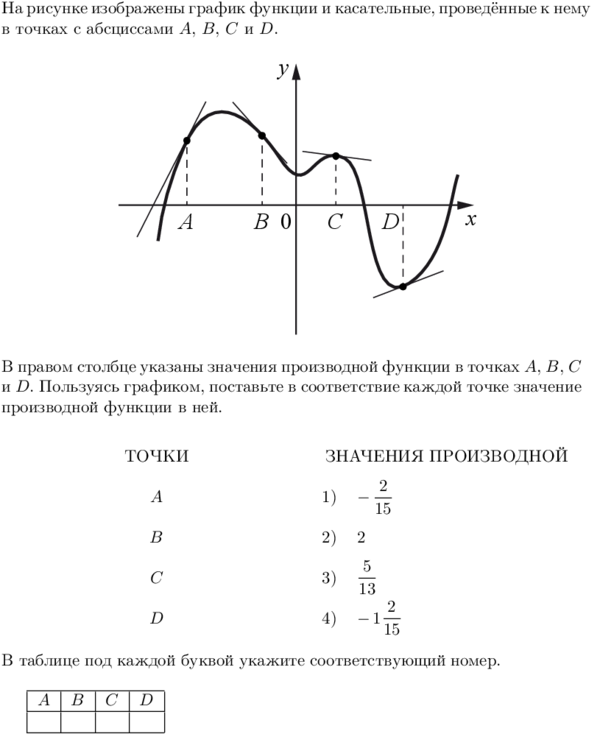 На рисунке изображены график функции и касательные, проведённые к нему
в точках с абсциссами A, B, C и D.
y
A B 0 C D x
В правом столбце указаны значения производной функции в точках A, B, C
и D. Пользуясь графиком, поставьте в соответствие каждой точке значение
производной функции в ней.
ТОЧКИ ЗНАЧЕНИЯ ПРОИЗВОДНОЙ
A 1) −2/15
B 2) 2
C 3) 5/13
D 4) −1 2/15
В таблице под каждой буквой укажите соответствующий номер.
A B C D